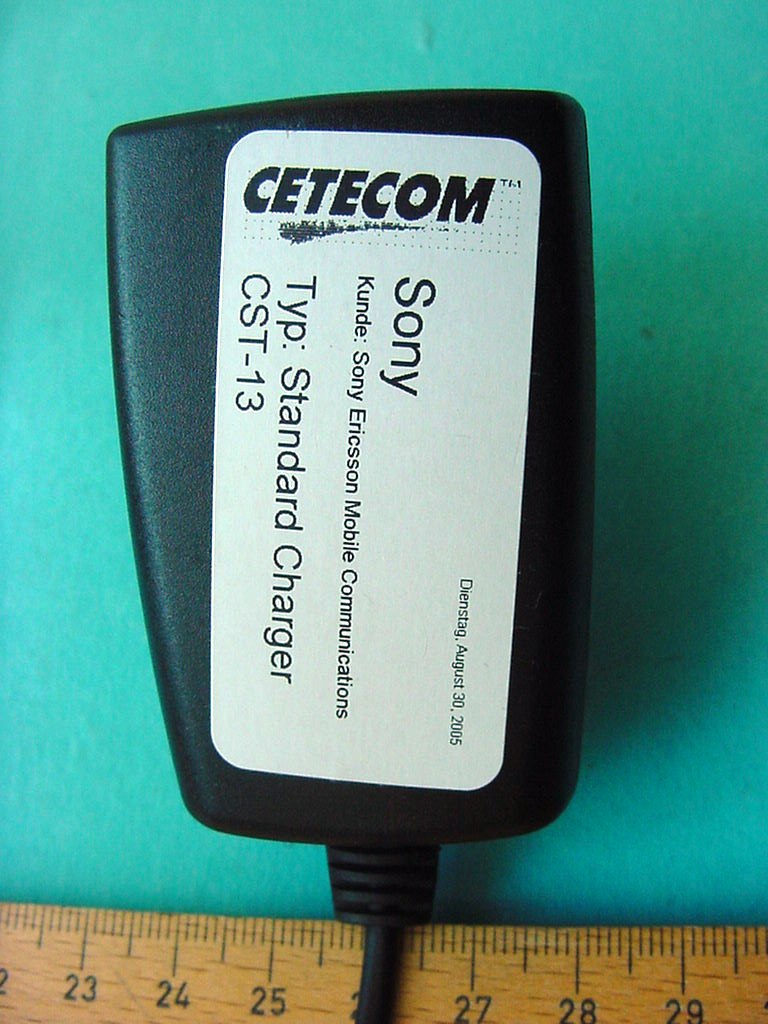 CETECOM™
Dienstag, August 30, 2005
Sony
Kunde: Sony Ericsson Mobile Communications
Typ: Standard Charger
CST-13
23 24 25 27 28 29